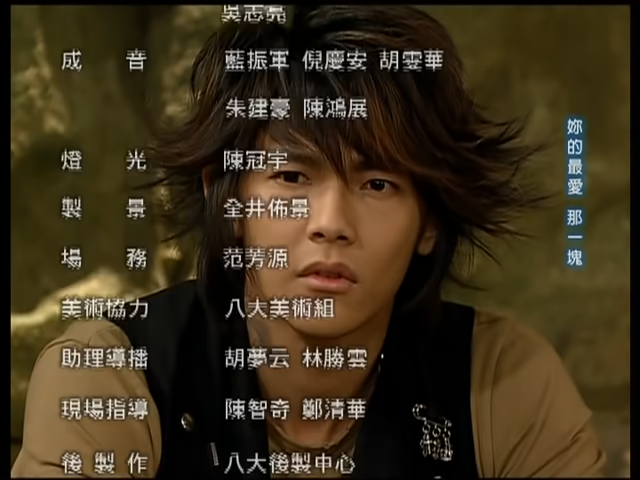 吳志亮
成 音 藍振軍 倪慶安 胡雯華
朱建豪 陳鴻展
燈 光 陳冠宇
製 景 全井佈景
場 務 范芳源
美術協力 八大美術組
助理導播 胡夢云 林勝雲
現場指導 陳智奇 鄭清華
後 製 作 八大後製中心
妳的最愛 那一塊